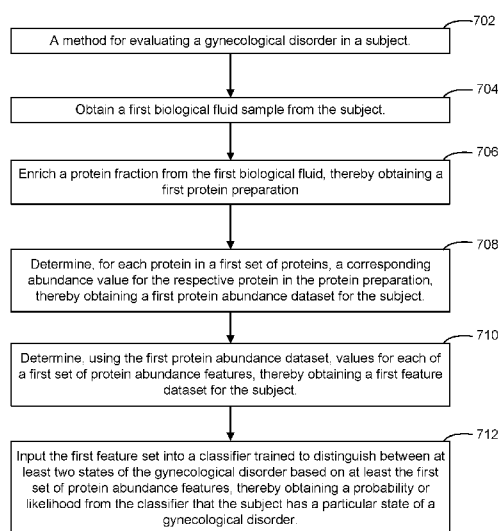 702
A method for evaluating a gynecological disorder in a subject.
704
Obtain a first biological fluid sample from the subject.
706
Enrich a protein fraction from the first biological fluid, thereby obtaining a
first protein preparation
708
Determine, for each protein in a first set of proteins, a corresponding
abundance value for the respective protein in the protein preparation,
thereby obtaining a first protein abundance dataset for the subject.
710
Determine, using the first protein abundance dataset, values for each of
a first set of protein abundance features, thereby obtaining a first feature
dataset for the subject.
712
Input the first feature set into a classifier trained to distinguish between at
least two states of the gynecological disorder based on at least the first
set of protein abundance features, thereby obtaining a probability or
likelihood from the classifier that the subject has a particular state of a
gynecological disorder.